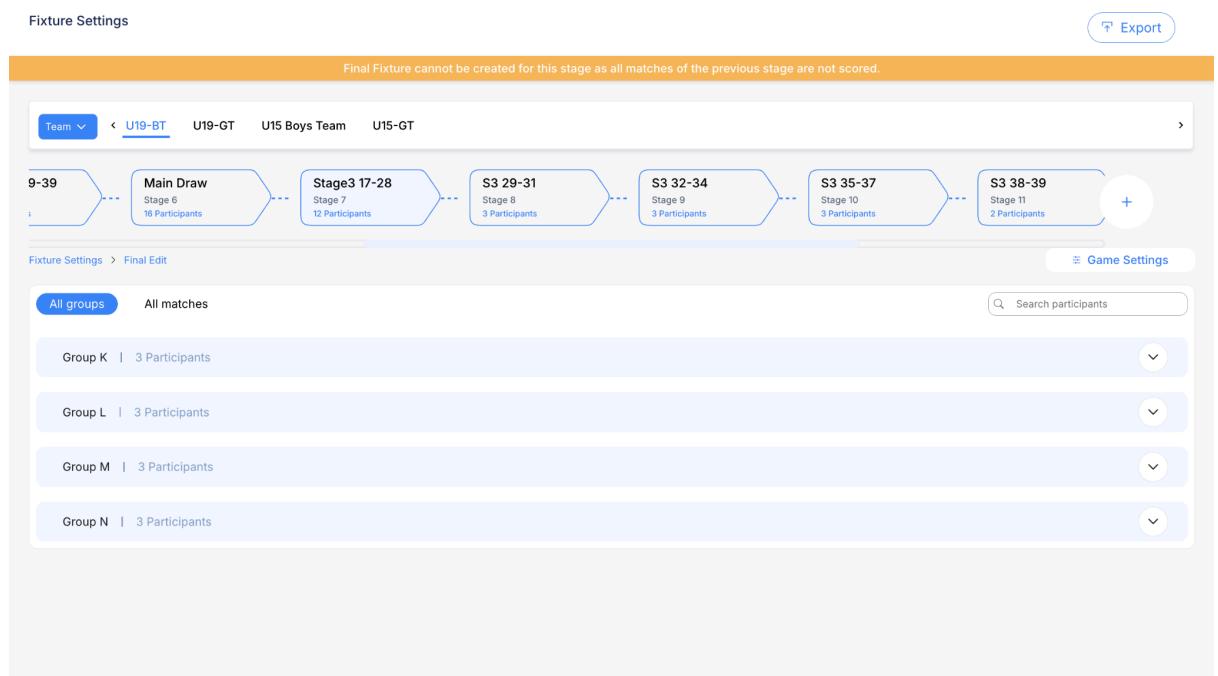 Fixture Settings
Export
Final Fixture cannot be created for this stage as all matches of the previous stage are not scored.
Team U19-BT U19-GT U15 Boys Team U15-GT
9-39 Main Draw Stage3 17-28 S3 29-31 S3 32-34 S3 35-37 S3 38-39
Stage 6 Stage 7 Stage 8 Stage 9 Stage 10 Stage 11
s 16 Participants 12 Participants 3 Participants 3 Participants 3 Participants 2 Participants
+
Fixture Settings > Final Edit Game Settings
All groups All matches Search participants
Group K | 3 Participants
Group L | 3 Participants
Group M | 3 Participants
Group N | 3 Participants